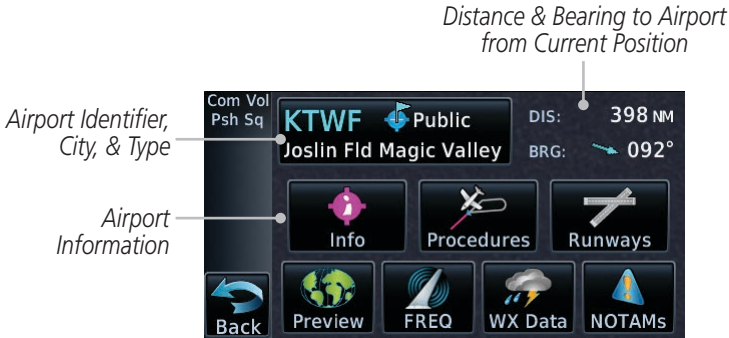 Distance & Bearing to Airport
from Current Position
Airport Identifier,
City, & Type
Airport
Information
Com Vol
Psh Sq
KTWF Public
Joslin Fld Magic Valley
DIS: 398 NM
BRG: 092°
Info
Procedures
Runways
Back
Preview
FREQ
WX Data
NOTAMs